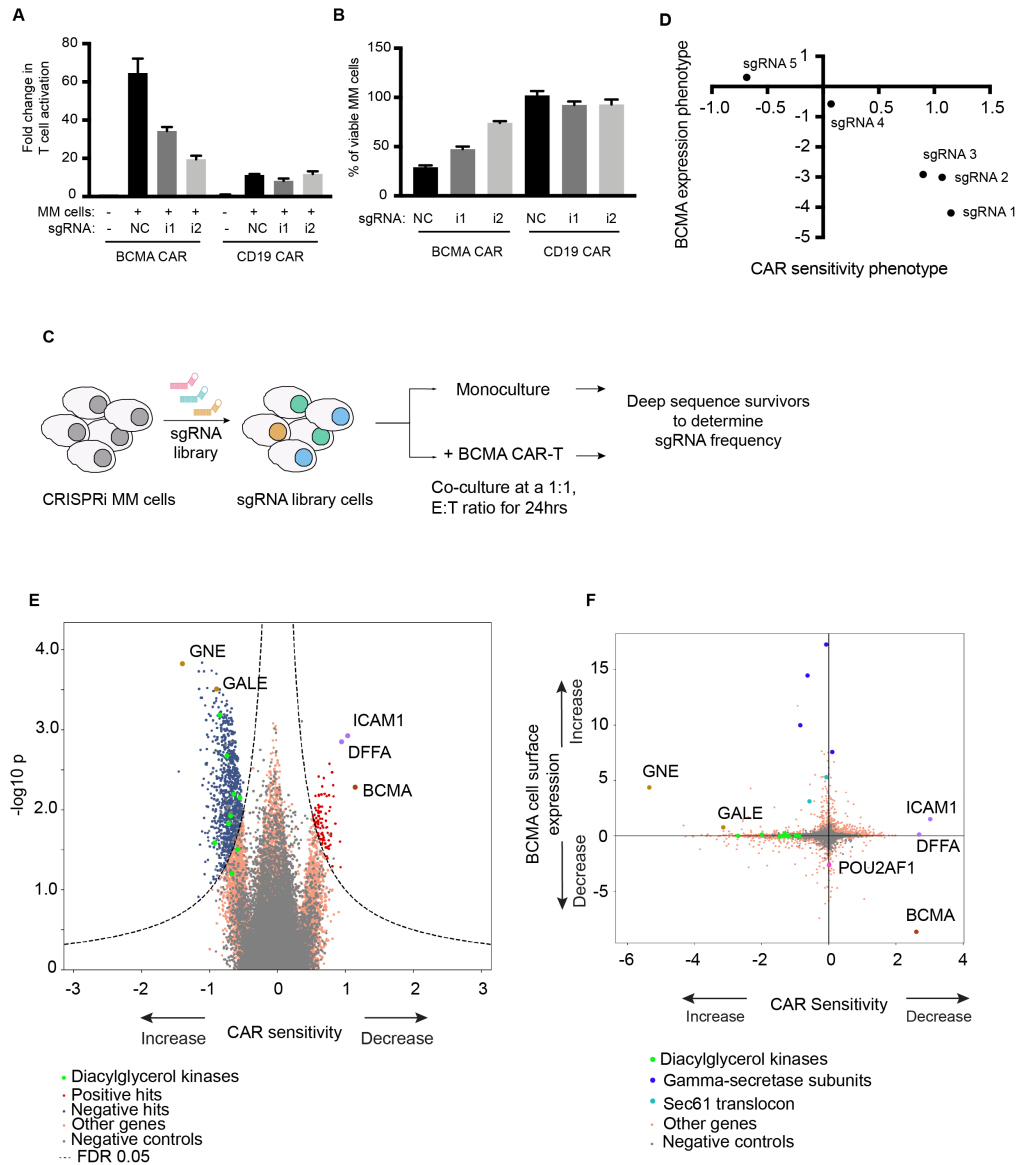 A
Fold change in
T cell activation
80
60
40
20
0
MM cells: - + + + - + + +
sgRNA: - NC i1 i2 - NC i1 i2
BCMA CAR
CD19 CAR
B
% of viable MM cells
150
100
50
0
sgRNA: NC i1 i2 NC i1 i2
BCMA CAR
CD19 CAR
D
BCMA expression phenotype
1
-1
-2
-3
-4
-5
-1.0 -0.5 0.5 1.0 1.5
sgRNA 5
sgRNA 4
sgRNA 3
sgRNA 2
sgRNA 1
CAR sensitivity phenotype
C
sgRNA
library
CRISPRi MM cells
sgRNA library cells
Monoculture
+ BCMA CAR-T
Co-culture at a 1:1,
E:T ratio for 24hrs
Deep sequence survivors
to determine
sgRNA frequency
E
-log10 p
4.0
3.0
2.0
1.0
0
GNE
GALE
ICAM1
DFFA
BCMA
-3 -2 -1 0 1 2 3
Increase
CAR sensitivity
Decrease
Diacylglycerol kinases
Positive hits
Negative hits
Other genes
Negative controls
FDR 0.05
F
BCMA cell surface
expression
Increase
Decrease
15
10
5
0
-5
GNE
GALE
ICAM1
DFFA
POU2AF1
BCMA
-6 -4 -2 0 2 4
Increase
CAR Sensitivity
Decrease
Diacylglycerol kinases
Gamma-secretase subunits
Sec61 translocon
Other genes
Negative controls